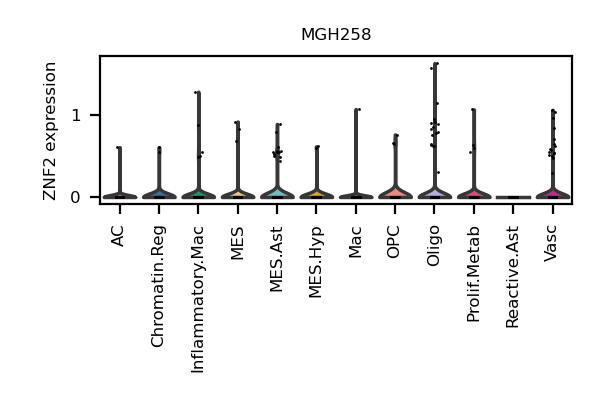 MGH258
ZNF2 expression
1
0
AC
Chromatin.Reg
Inflammatory.Mac
MES
MES.Ast
MES.Hyp
Mac
OPC
Oligo
Prolif.Metab
Reactive.Ast
Vasc